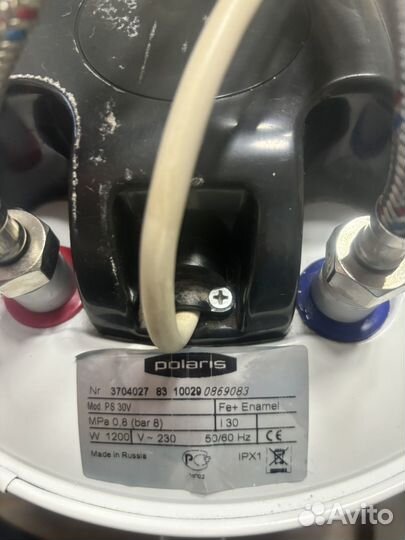 polaris
Nr 3704027 83 10029 0869083
Mod. PS 30V Fe+ Enamel
MPa 0,8 (bar 8) i 30
W 1200 V~ 230 50/60 Hz CE
Made in Russia IPX1
Avito